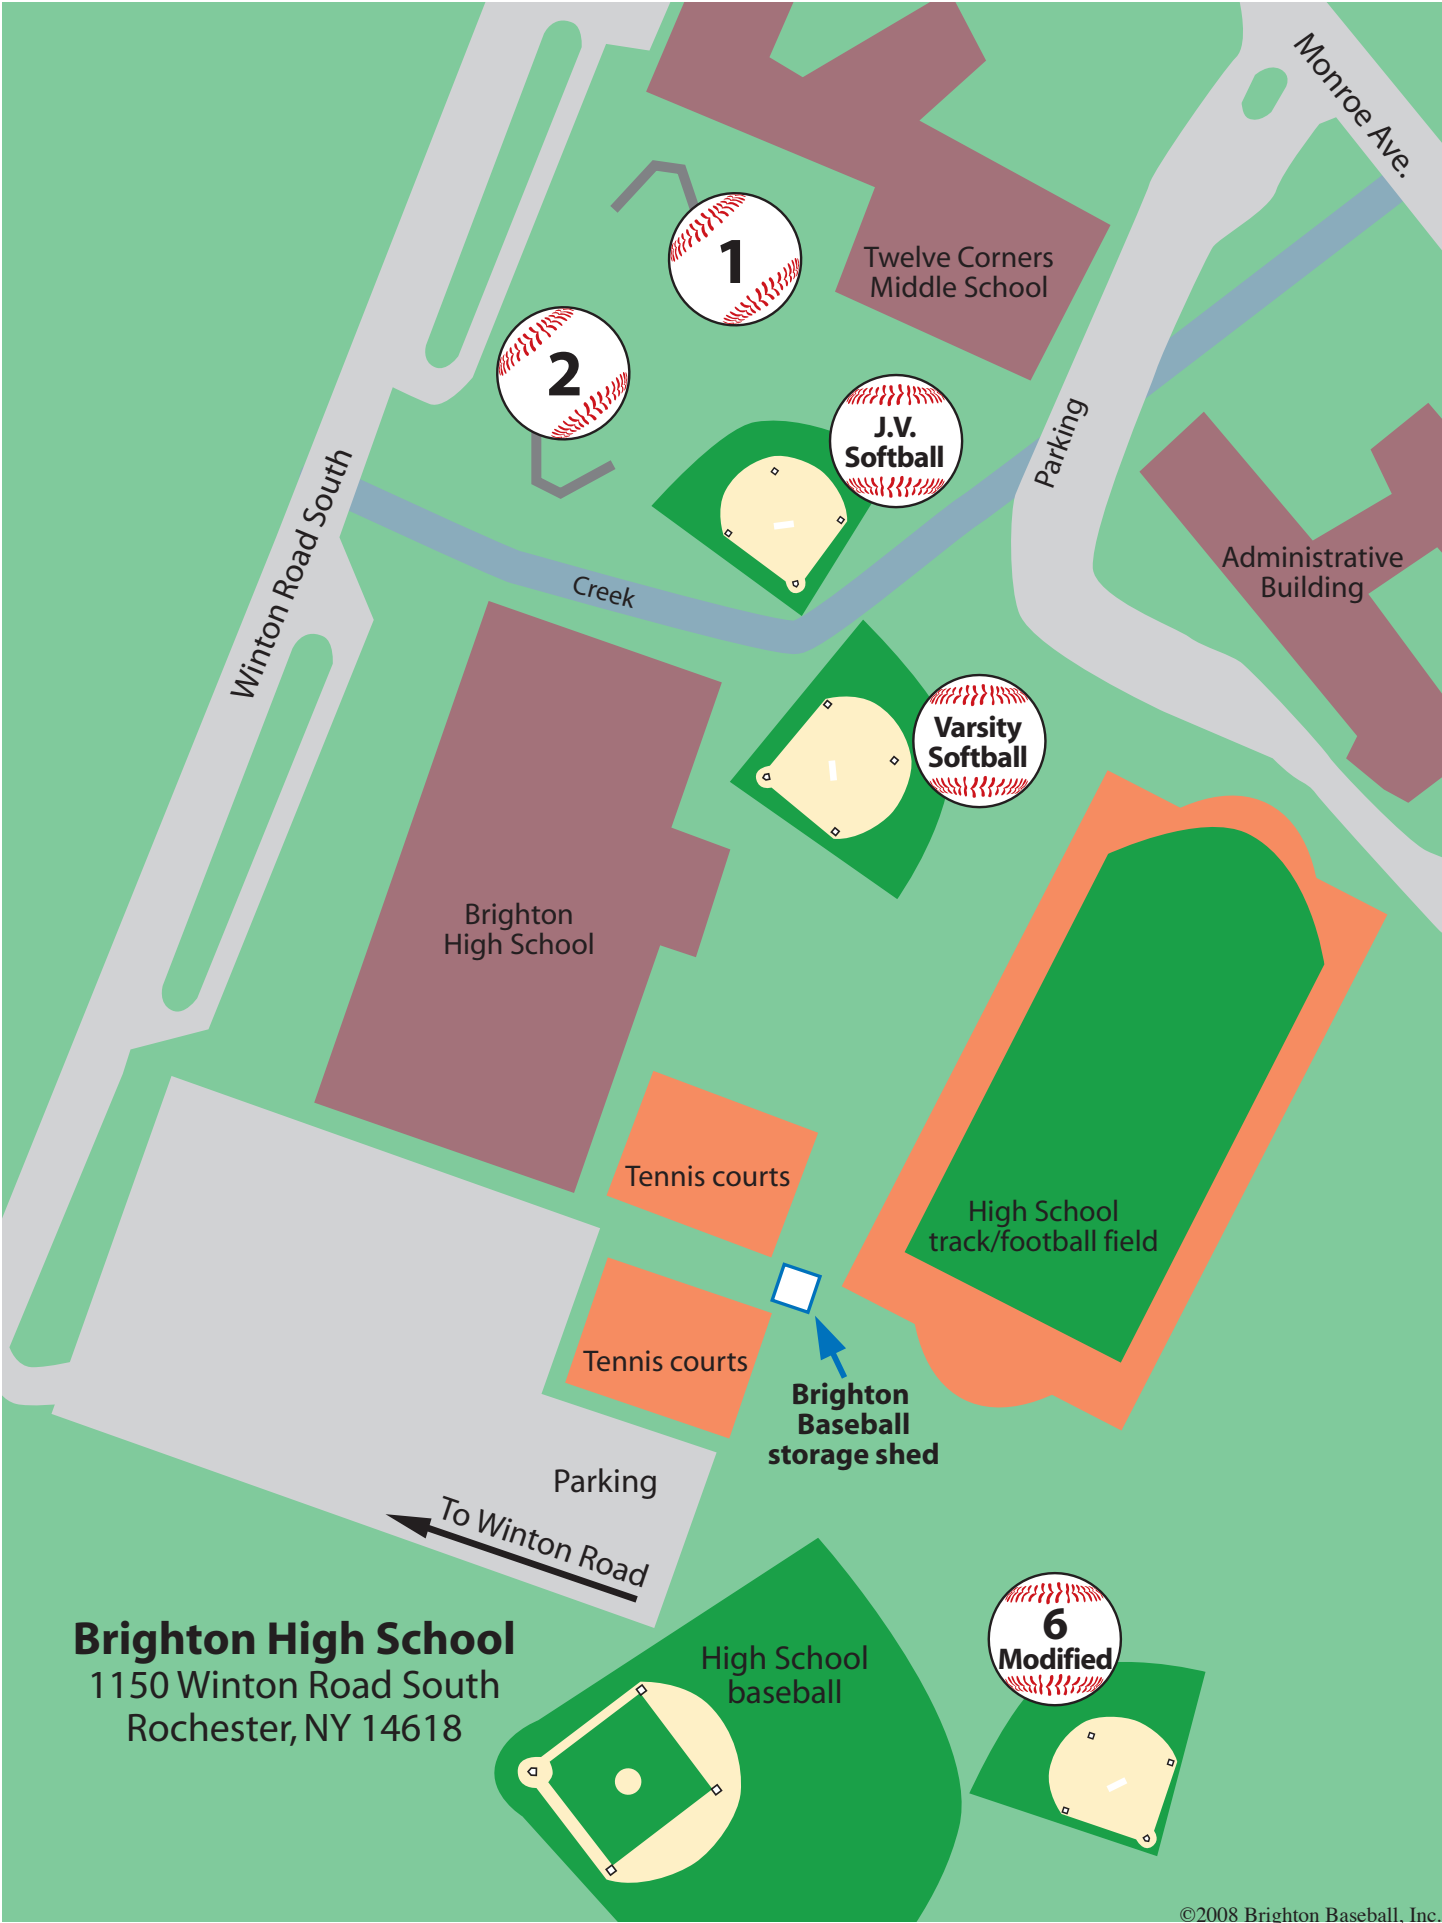 Monroe Ave.
1
Twelve Corners
Middle School
2
J.V.
Softball
Parking
Winton Road South
Administrative
Building
Creek
Varsity
Softball
Brighton
High School
Tennis courts
High School
track/football field
Tennis courts
Brighton
Baseball
storage shed
Parking
To Winton Road
Brighton High School
1150 Winton Road South
Rochester, NY 14618
High School
baseball
6
Modified
©2008 Brighton Baseball, Inc.